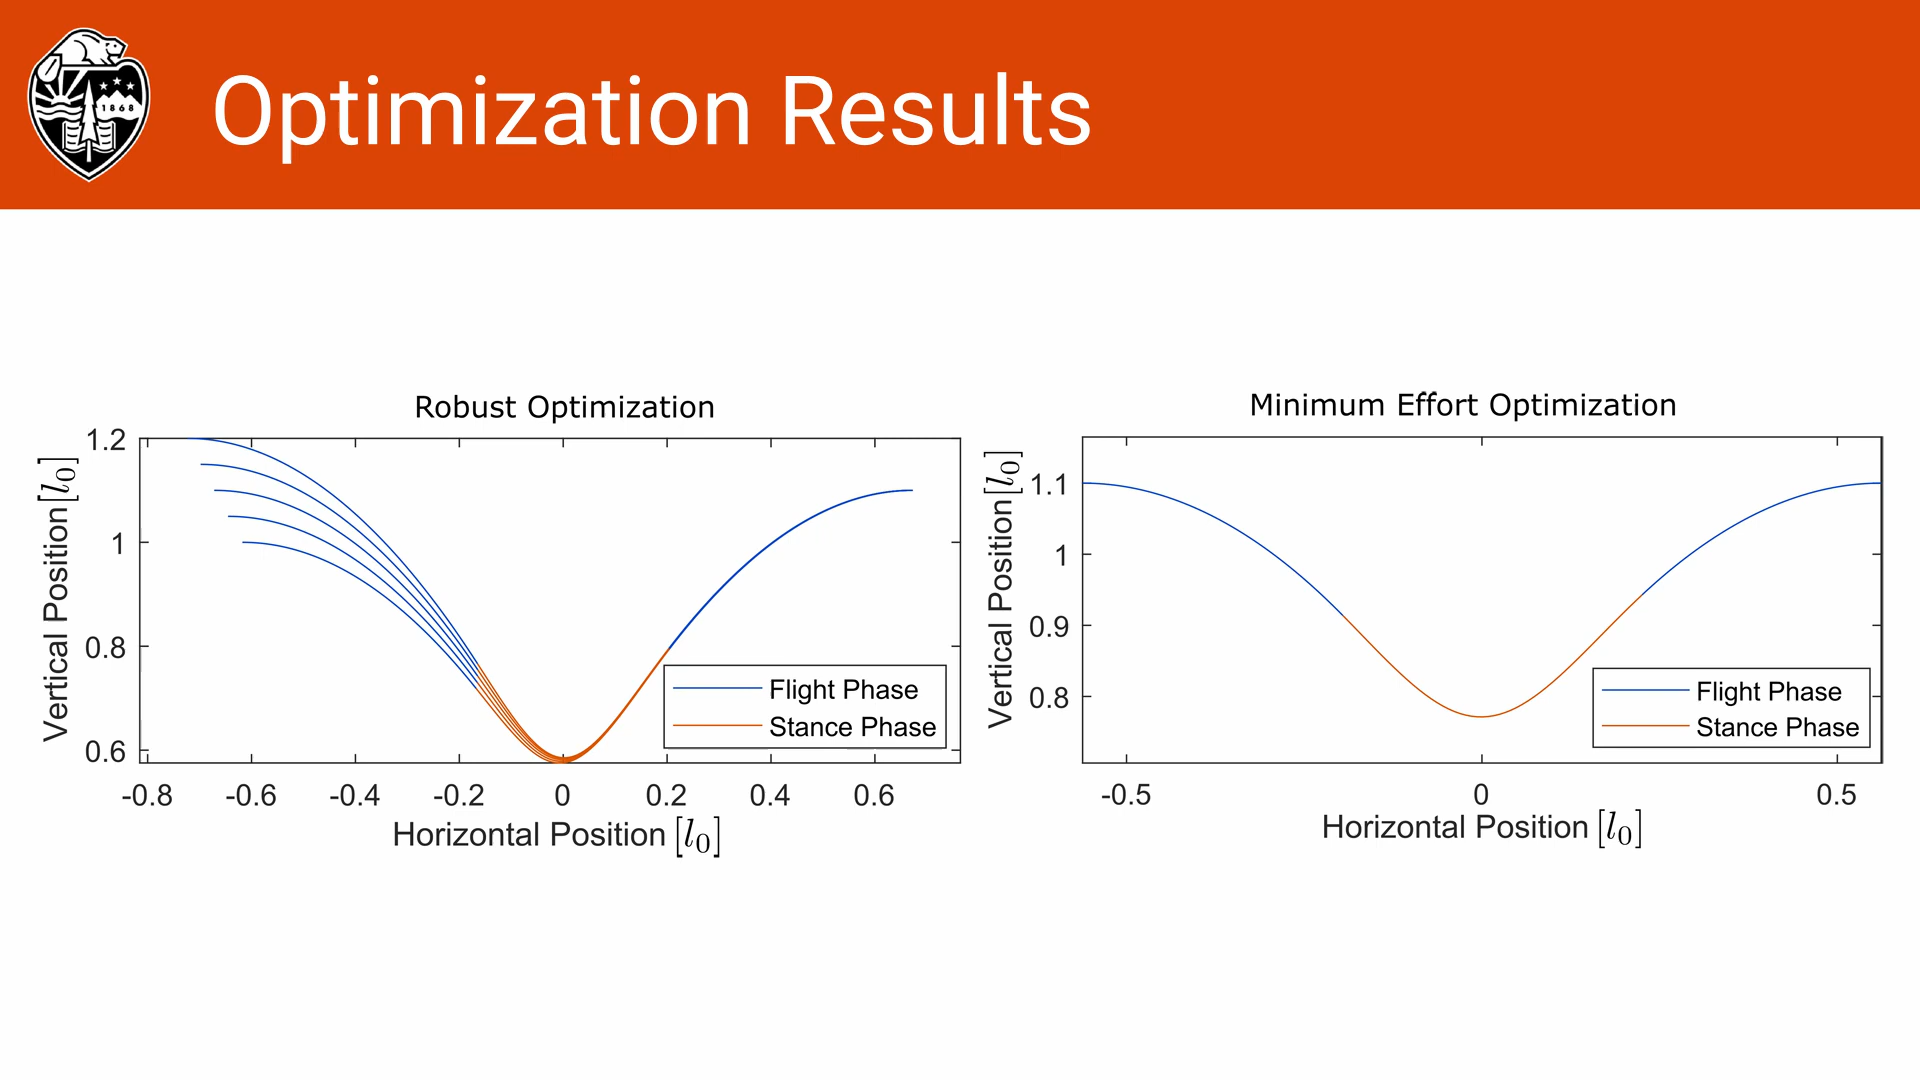 1868
Optimization Results
Robust Optimization
1.2
1
0.8
0.6
Vertical Position [l0]
Flight Phase
Stance Phase
-0.8 -0.6 -0.4 -0.2 0 0.2 0.4 0.6
Horizontal Position [l0]
Minimum Effort Optimization
1.1
1
0.9
0.8
Vertical Position [l0]
Flight Phase
Stance Phase
-0.5 0 0.5
Horizontal Position [l0]